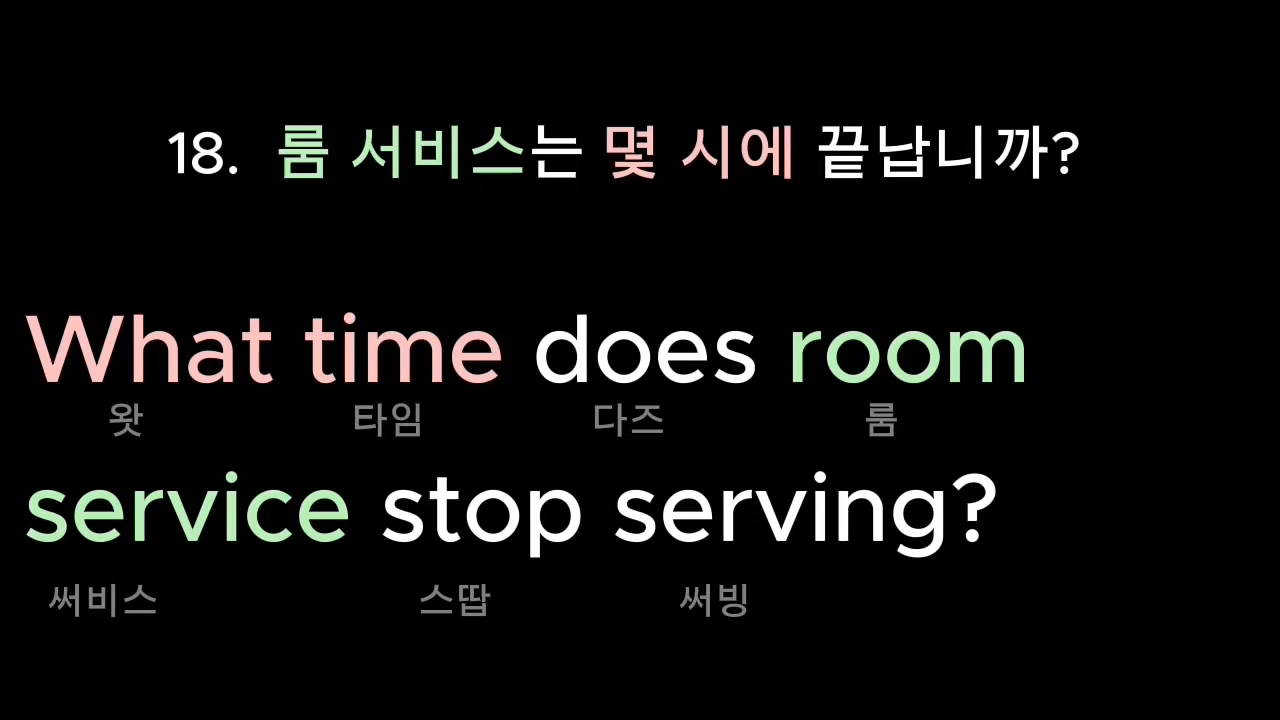 18. 룸 서비스는 몇 시에 끝납니까?
What time does room
왓 타임 다즈 룸
service stop serving?
써비스 스땁 써빙